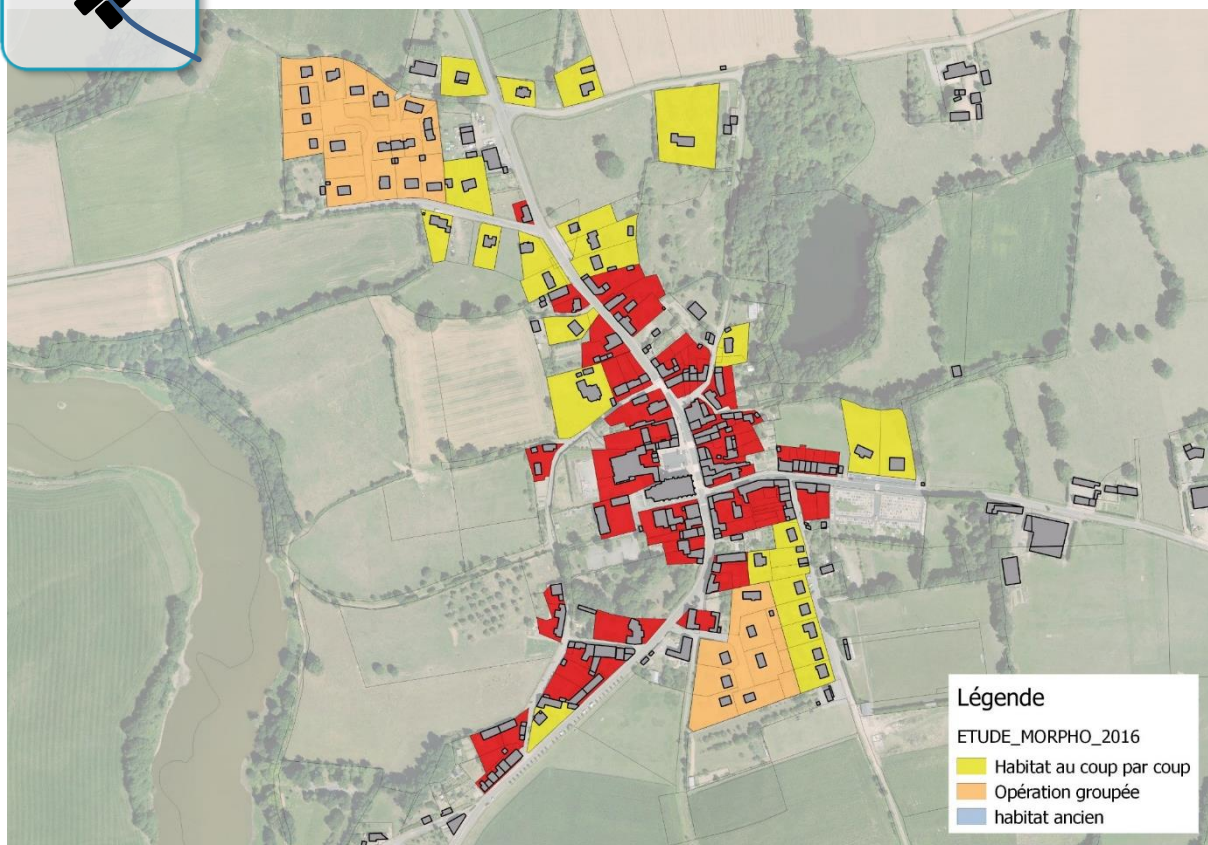 Légende
ETUDE_MORPHO_2016
Habitat au coup par coup
Opération groupée
habitat ancien